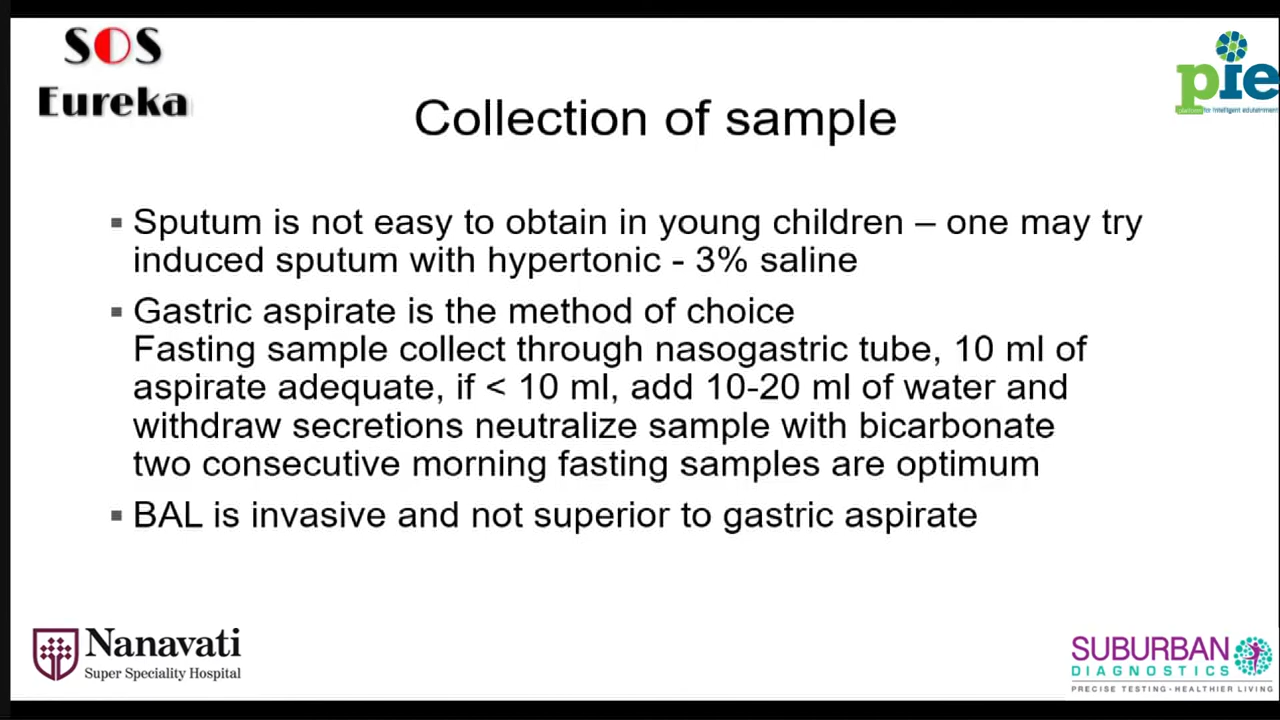 SOS
Eureka
pie
platform for intelligent edutainment
Collection of sample
▪ Sputum is not easy to obtain in young children – one may try
induced sputum with hypertonic - 3% saline
▪ Gastric aspirate is the method of choice
Fasting sample collect through nasogastric tube, 10 ml of
aspirate adequate, if < 10 ml, add 10-20 ml of water and
withdraw secretions neutralize sample with bicarbonate
two consecutive morning fasting samples are optimum
▪ BAL is invasive and not superior to gastric aspirate
Nanavati
Super Speciality Hospital
SUBURBAN
DIAGNOSTICS
PRECISE TESTING - HEALTHIER LIVING